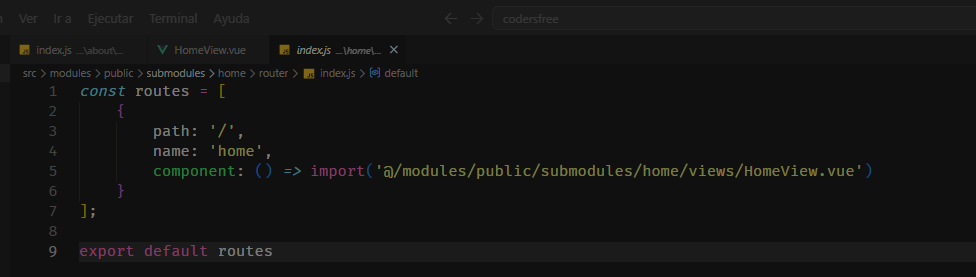 Ver Ir a Ejecutar Terminal Ayuda codersfree
index.js ...\about\... HomeView.vue index.js ...\home\...
src > modules > public > submodules > home > router > index.js > default
1 const routes = [
2 {
3 path: '/',
4 name: 'home',
5 component: () => import('@/modules/public/submodules/home/views/HomeView.vue')
6 }
7 ];
8
9 export default routes